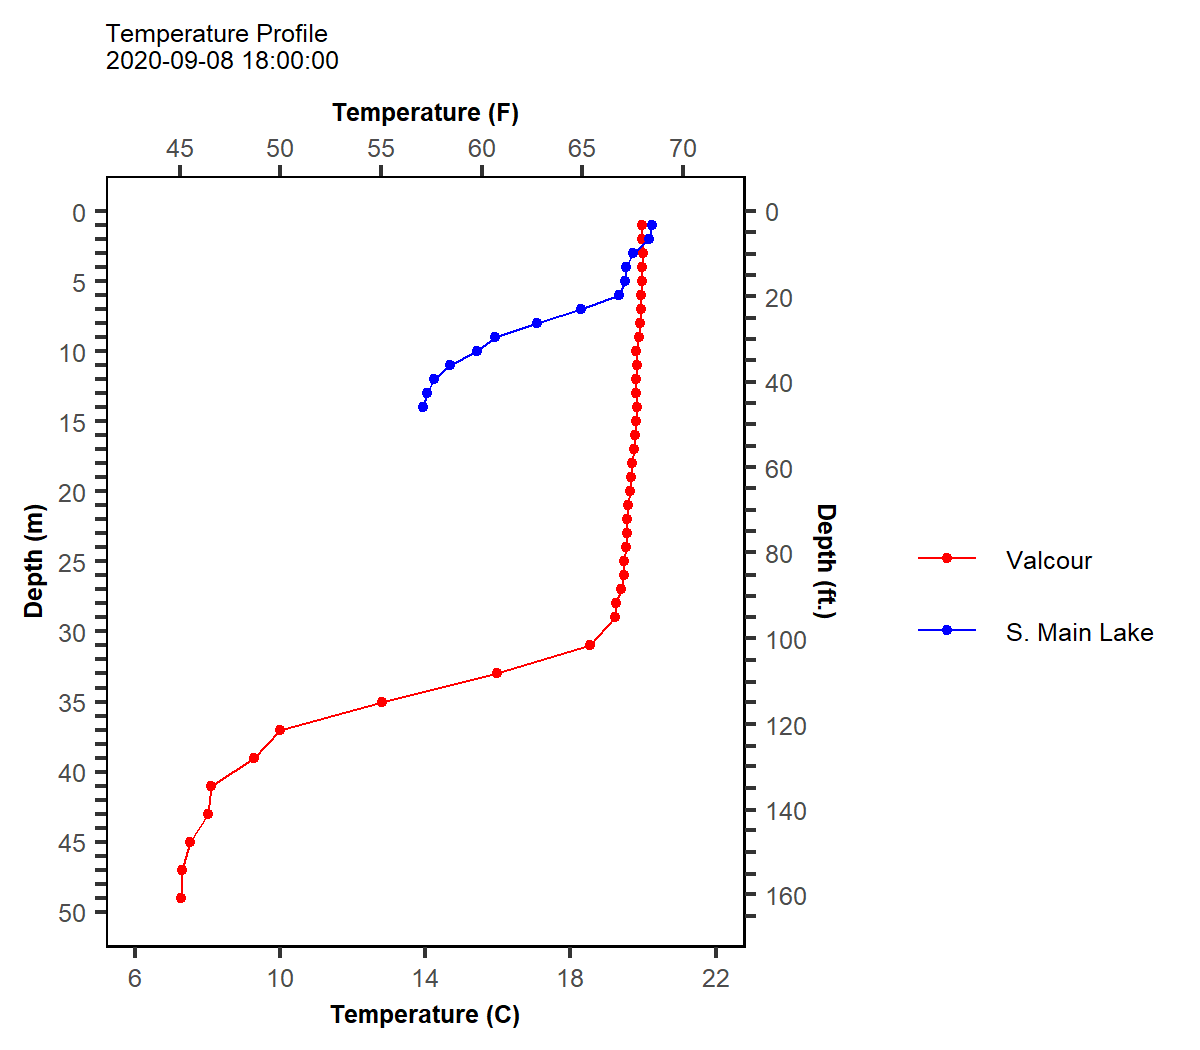 Temperature Profile
2020-09-08 18:00:00
Temperature (F)
45 50 55 60 65 70
0
5
10
15
20
25
30
35
40
45
50
Depth (m)
0
20
40
60
80
100
120
140
160
Depth (ft.)
Valcour
S. Main Lake
6 10 14 18 22
Temperature (C)